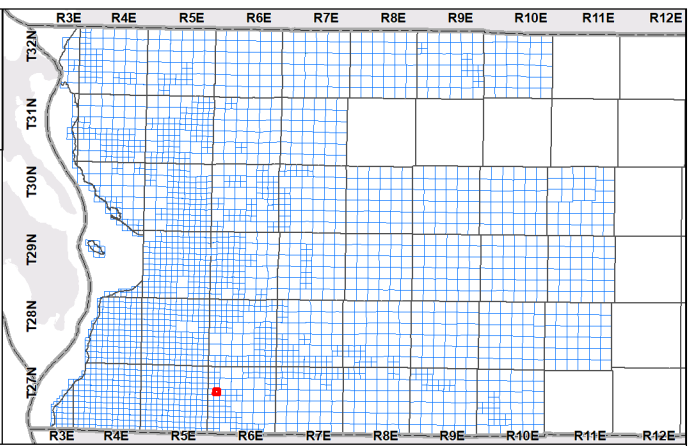 R3E R4E R5E R6E R7E R8E R9E R10E R11E R12E
T32N
T31N
T30N
T29N
T28N
T27N
R3E R4E R5E R6E R7E R8E R9E R10E R11E R12E